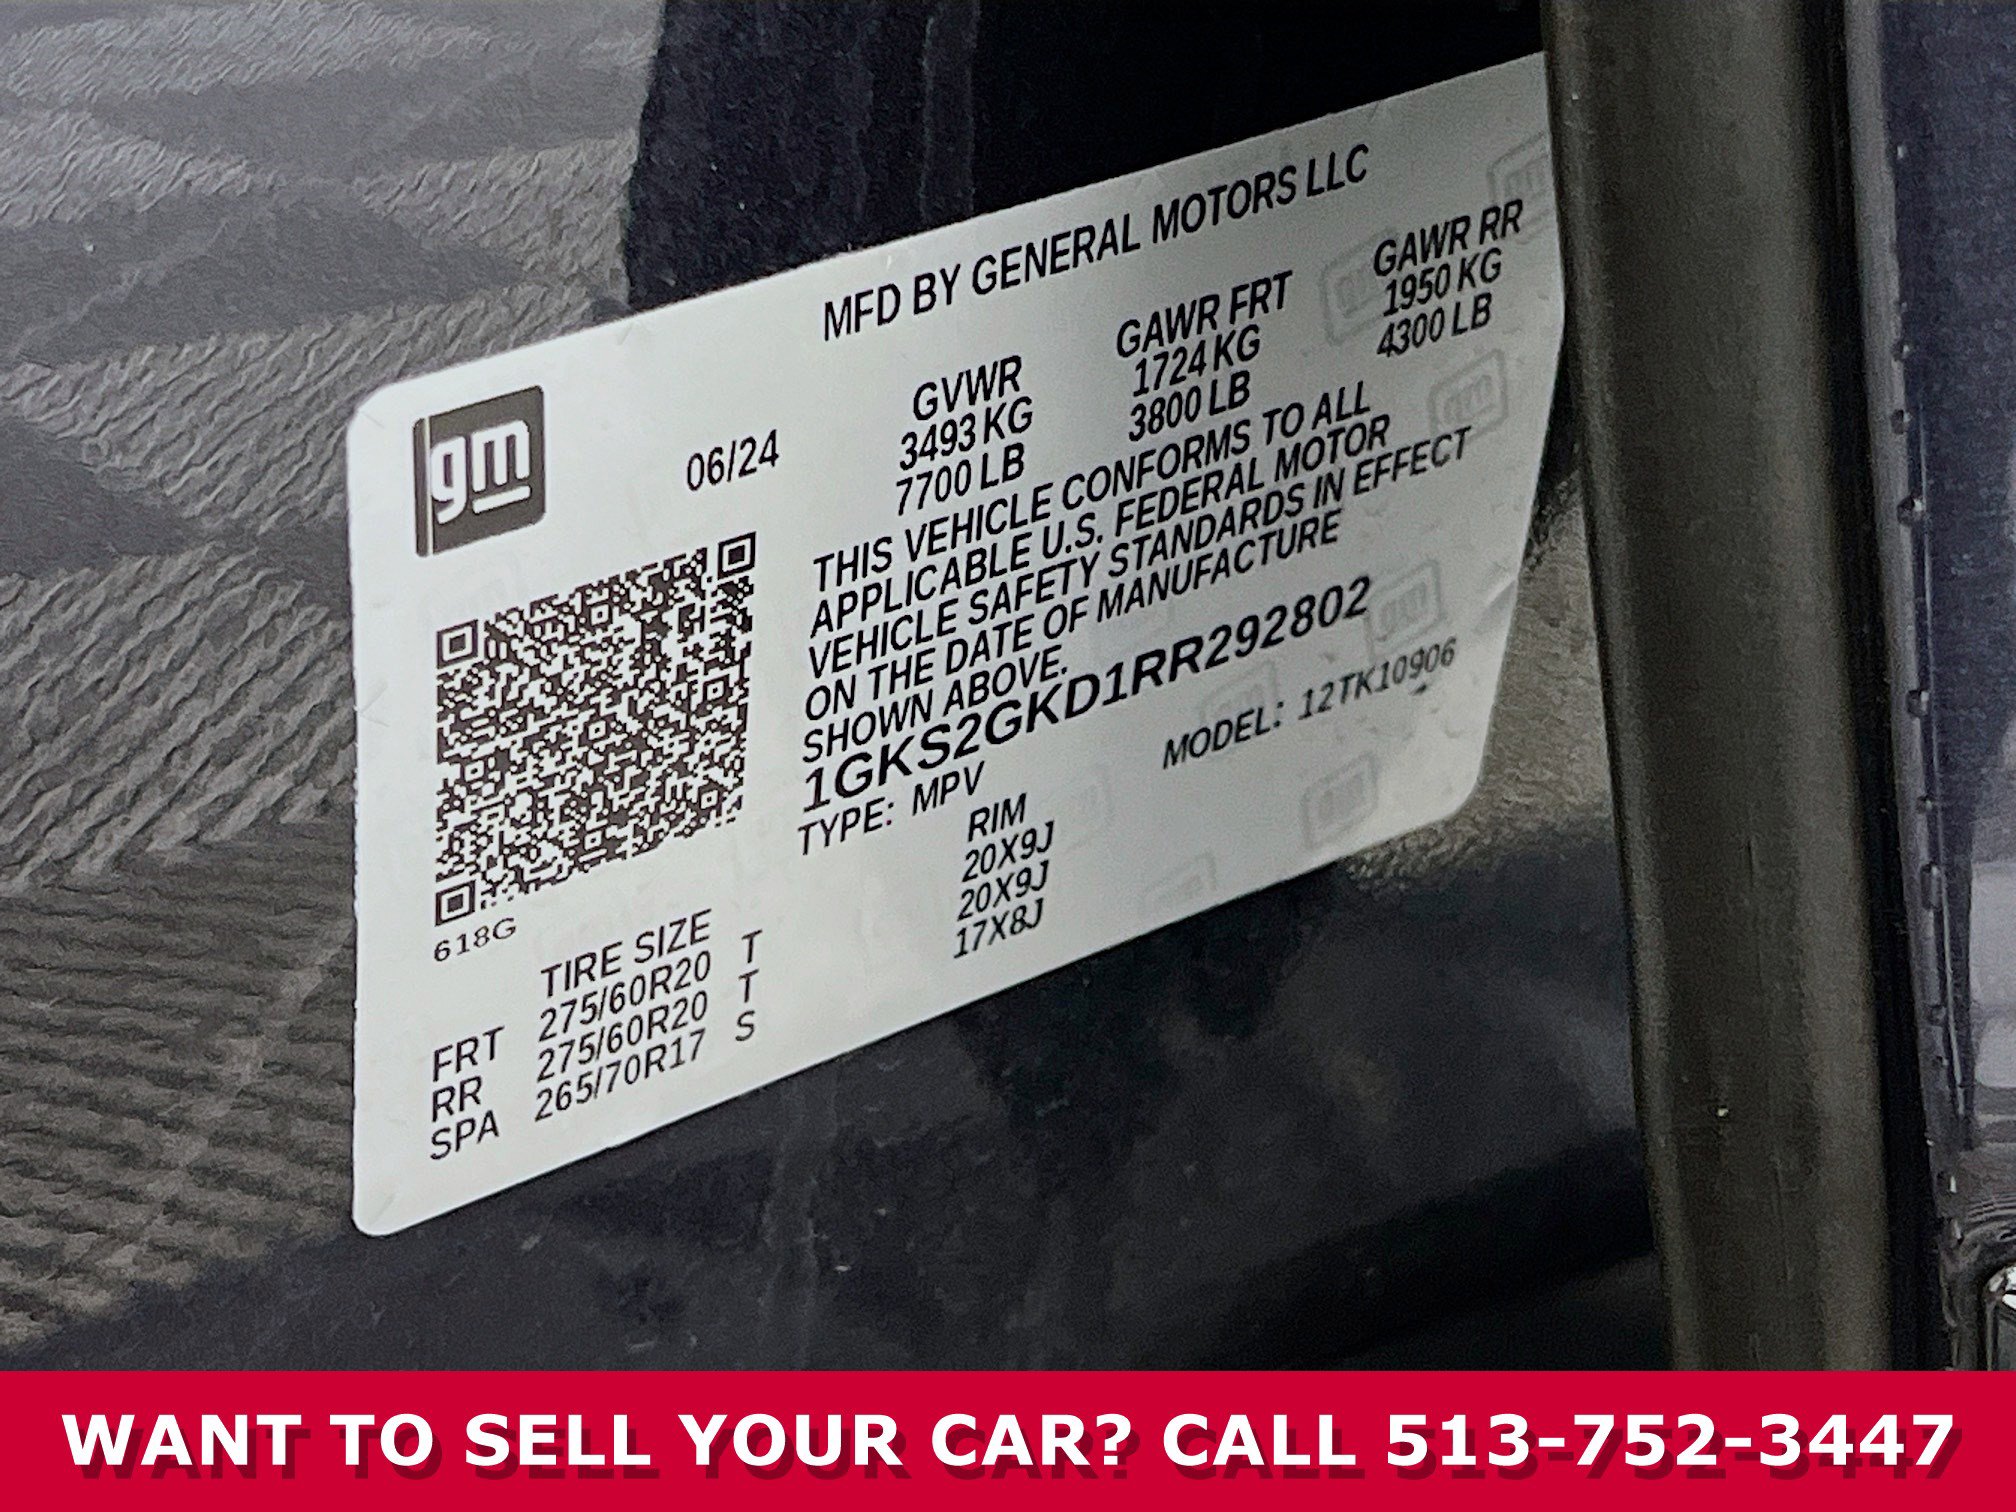 MFD BY GENERAL MOTORS LLC
gm
06/24
GVWR GAWR FRT GAWR RR
3493 KG 1724 KG 1950 KG
7700 LB 3800 LB 4300 LB
THIS VEHICLE CONFORMS TO ALL
APPLICABLE U.S. FEDERAL MOTOR
VEHICLE SAFETY STANDARDS IN EFFECT
ON THE DATE OF MANUFACTURE
SHOWN ABOVE.
1GKS2GKD1RR292802
TYPE: MPV MODEL: 12TK10906
618G
TIRE SIZE RIM
FRT 275/60R20 T 20X9J
RR 275/60R20 T 20X9J
SPA 265/70R17 S 17X8J
WANT TO SELL YOUR CAR? CALL 513-752-3447